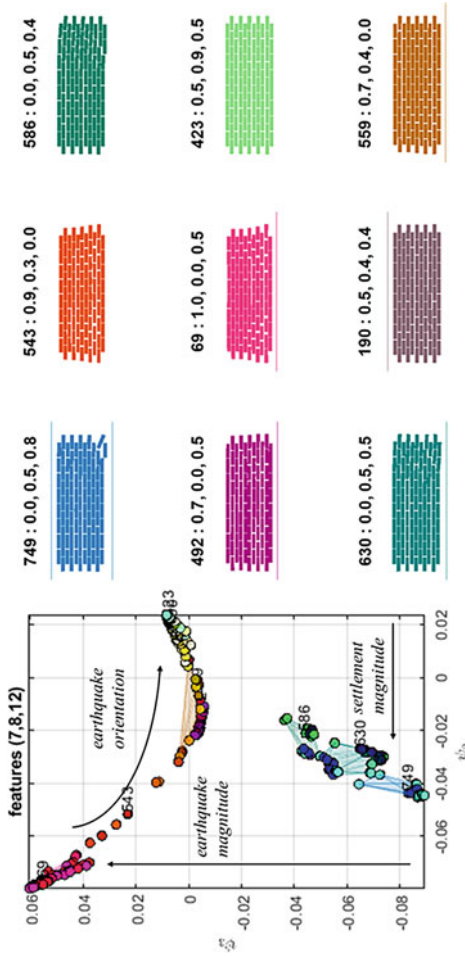 features {7,8,12}
0.06
0.04
0.02
0
-0.02
-0.04
-0.06
-0.08
-0.06
-0.04
-0.02
0
0.02
earthquake
orientation
543
earthquake
magnitude
586
630
settlement
magnitude
749 : 0.0, 0.5, 0.8
543 : 0.9, 0.3, 0.0
586 : 0.0, 0.5, 0.4
492 : 0.7, 0.0, 0.5
69 : 1.0, 0.0, 0.5
423 : 0.5, 0.9, 0.5
630 : 0.0, 0.5, 0.5
190 : 0.5, 0.4, 0.4
559 : 0.7, 0.4, 0.0